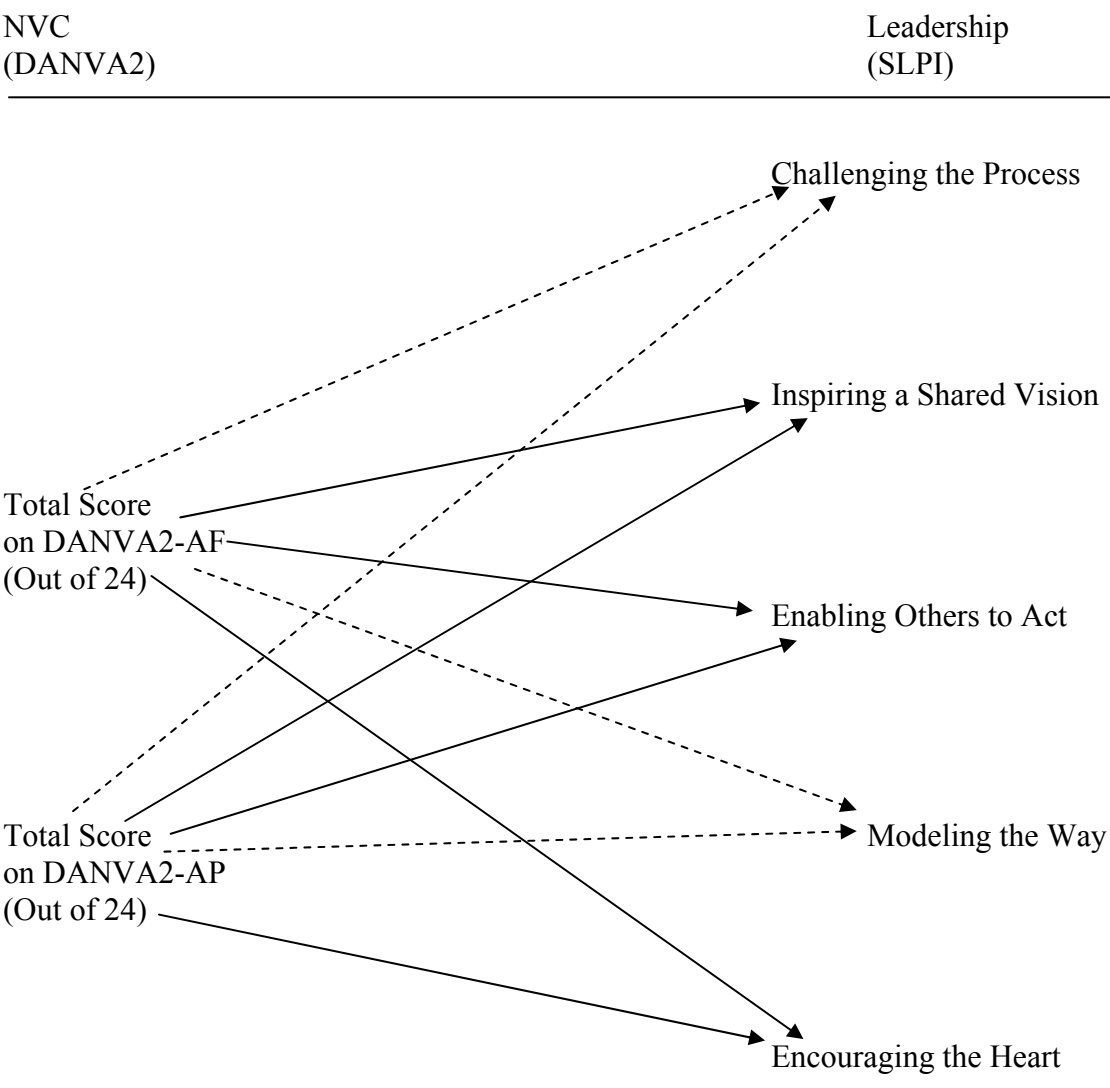 NVC
(DANVA2)
Leadership
(SLPI)
Challenging the Process
Inspiring a Shared Vision
Total Score
on DANVA2-AF
(Out of 24)
Enabling Others to Act
Total Score
on DANVA2-AP
(Out of 24)
Modeling the Way
Encouraging the Heart